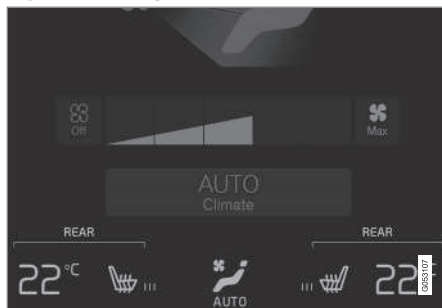 Off
Max
AUTO
Climate
REAR
REAR
22°C
AUTO
22
G053107